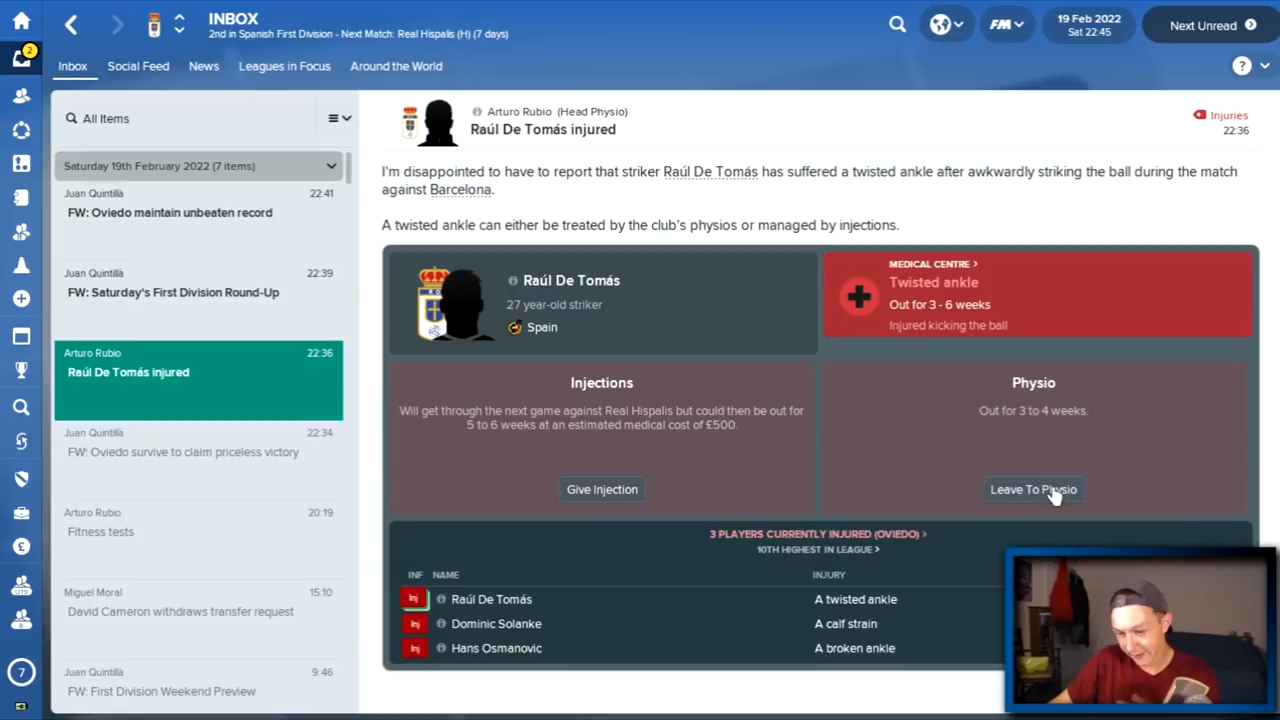 INBOX
2nd in Spanish First Division - Next Match: Real Hispalis (H) (7 days)
FM
19 Feb 2022
Sat 22:45
Next Unread
2
Inbox
Social Feed
News
Leagues in Focus
Around the World
?
All Items
Saturday 19th February 2022 (7 items)
Juan Quintillà 22:41
FW: Oviedo maintain unbeaten record
Juan Quintillà 22:39
FW: Saturday's First Division Round-Up
Arturo Rubio 22:36
Raúl De Tomás injured
Juan Quintillà 22:34
FW: Oviedo survive to claim priceless victory
Arturo Rubio 20:19
Fitness tests
Miguel Moral 15:10
David Cameron withdraws transfer request
Juan Quintillà 9:46
FW: First Division Weekend Preview
U19
B
7
Arturo Rubio (Head Physio)
Raúl De Tomás injured
Injuries
22:36
I'm disappointed to have to report that striker Raúl De Tomás has suffered a twisted ankle after awkwardly striking the ball during the match
against Barcelona.
A twisted ankle can either be treated by the club's physios or managed by injections.
Raúl De Tomás
27 year-old striker
Spain
MEDICAL CENTRE >
Twisted ankle
Out for 3 - 6 weeks
Injured kicking the ball
Injections
Will get through the next game against Real Hispalis but could then be out for
5 to 6 weeks at an estimated medical cost of £500.
Give Injection
Physio
Out for 3 to 4 weeks.
Leave To Physio
3 PLAYERS CURRENTLY INJURED (OVIEDO) >
10TH HIGHEST IN LEAGUE >
INF NAME INJURY
Inj Raúl De Tomás A twisted ankle
Inj Dominic Solanke A calf strain
Inj Hans Osmanovic A broken ankle